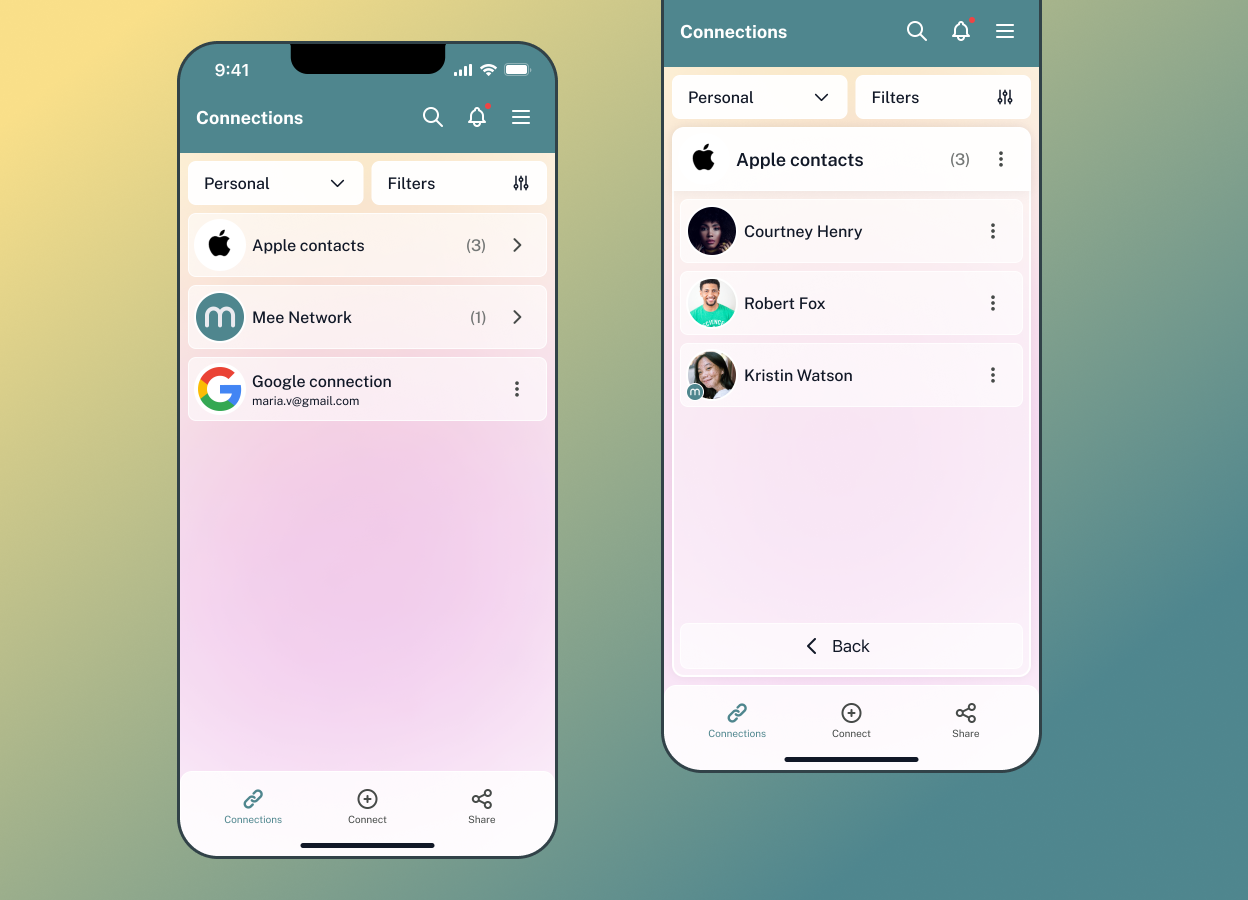 9:41
Connections
Personal
Filters
Apple contacts
(3)
m
Mee Network
(1)
G
Google connection
maria.v@gmail.com
Connections
Connect
Share
Connections
Personal
Filters
Apple contacts
(3)
Courtney Henry
Robert Fox
m
Kristin Watson
Back
Connections
Connect
Share